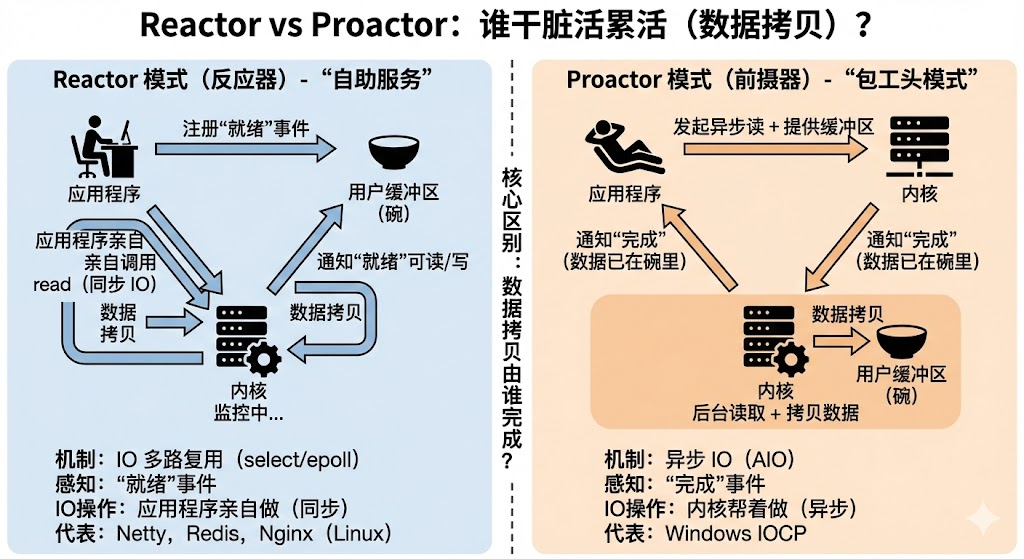 Reactor vs Proactor：谁干脏活累活（数据拷贝）？
Reactor 模式（反应器）-“自助服务”
注册“就绪”事件
应用程序
用户缓冲区
（碗）
应用程序亲自
亲自调用
read（同步 IO）
通知“就绪”可读/写
数据
拷贝
数据拷贝
内核
监控中...
机制：IO 多路复用（select/epoll）
感知：“就绪”事件
IO操作：应用程序亲自做（同步）
代表：Netty，Redis，Nginx（Linux）
核心区别：数据拷贝由谁完成？
Proactor 模式（前摄器）-“包工头模式”
发起异步读 + 提供缓冲区
应用程序
内核
通知“完成”
（数据已在碗里）
通知“完成”
（数据已在碗里）
数据拷贝
用户缓冲区
（碗）
内核
后台读取 + 拷贝数据
机制：异步 IO（AIO）
感知：“完成”事件
IO操作：内核帮着做（异步）
代表：Windows IOCP